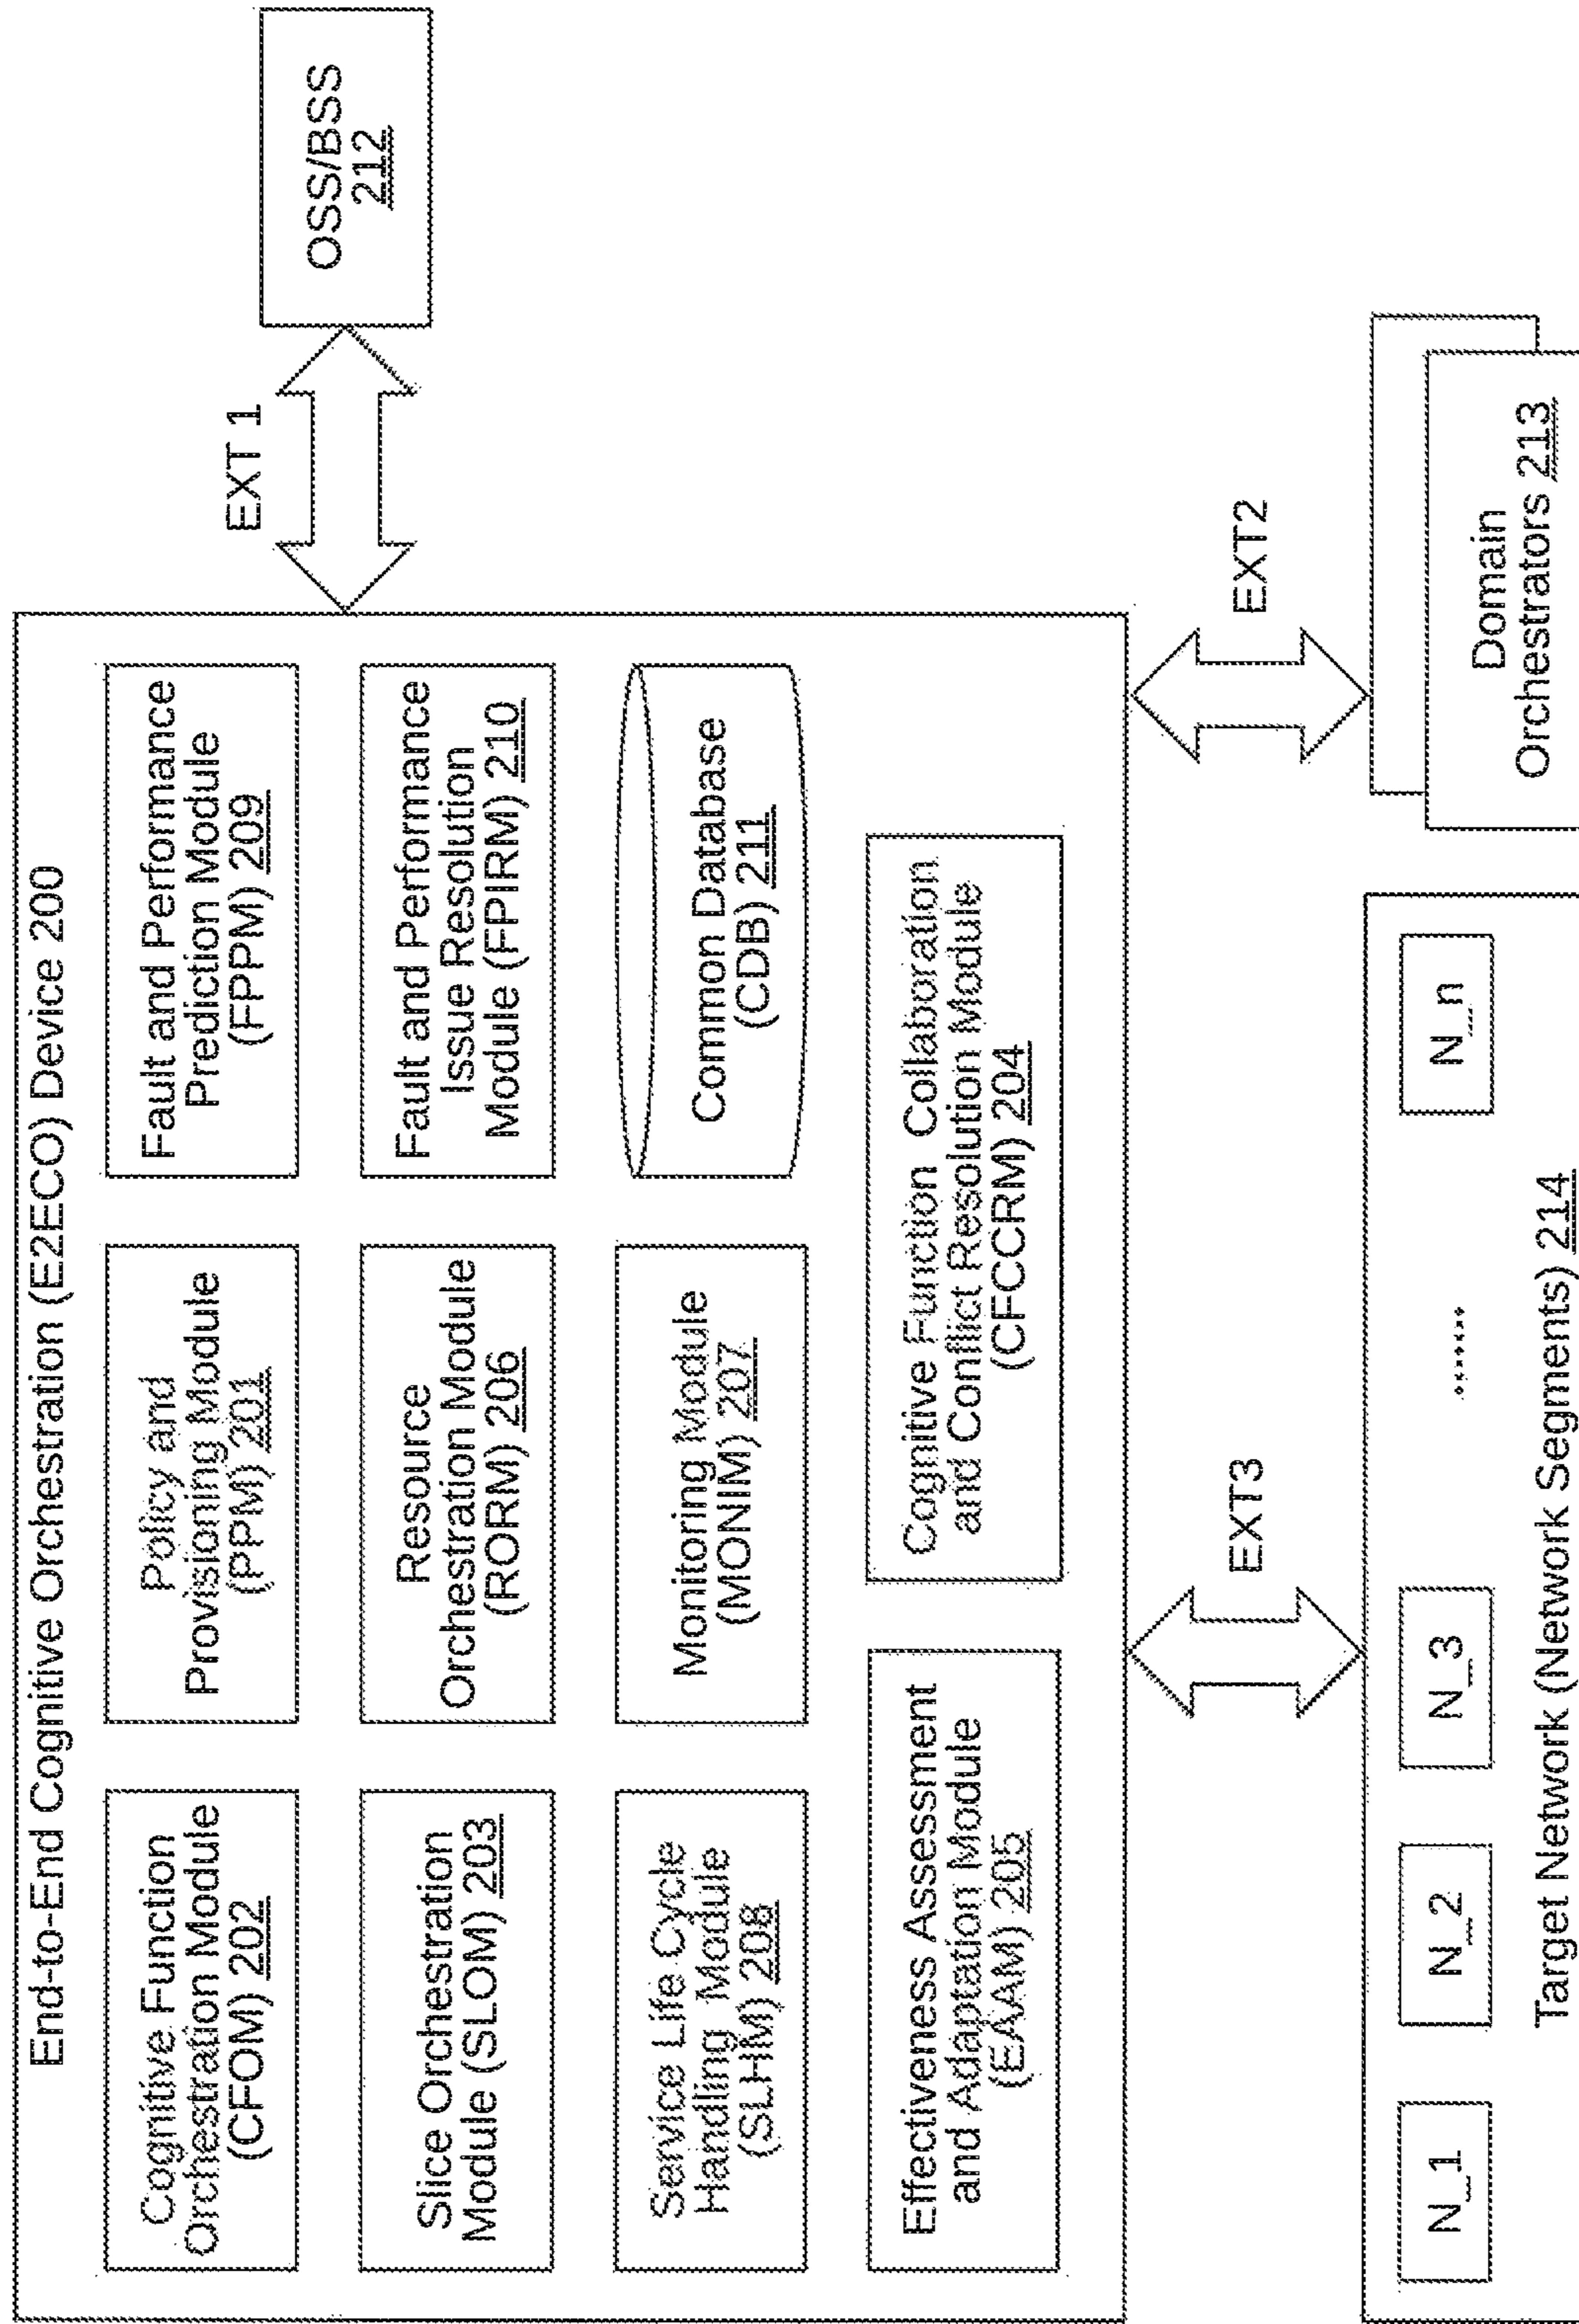 End-to-End Cognitive Orchestration (E2ECO) Device 200
Cognitive Function
Orchestration Module
(CFOM) 202
Policy and
Provisioning Module
(PPM) 201
Fault and Performance
Prediction Module
(FPPM) 209
Slice Orchestration
Module (SLOM) 203
Resource
Orchestration Module
(RORM) 206
Fault and Performance
Issue Resolution
Module (FPIRM) 210
Service Life Cycle
Handling Module
(SLHM) 208
Monitoring Module
(MONIM) 207
Common Database
(CDB) 211
Effectiveness Assessment
and Adaptation Module
(EAAM) 205
Cognitive Function Collaboration
and Conflict Resolution Module
(CFCCRM) 204
EXT 1
OSS/BSS
212
EXT3
EXT2
N_1
N_2
N_3
.......
N_n
Target Network (Network Segments) 214
Domain
Orchestrators 213